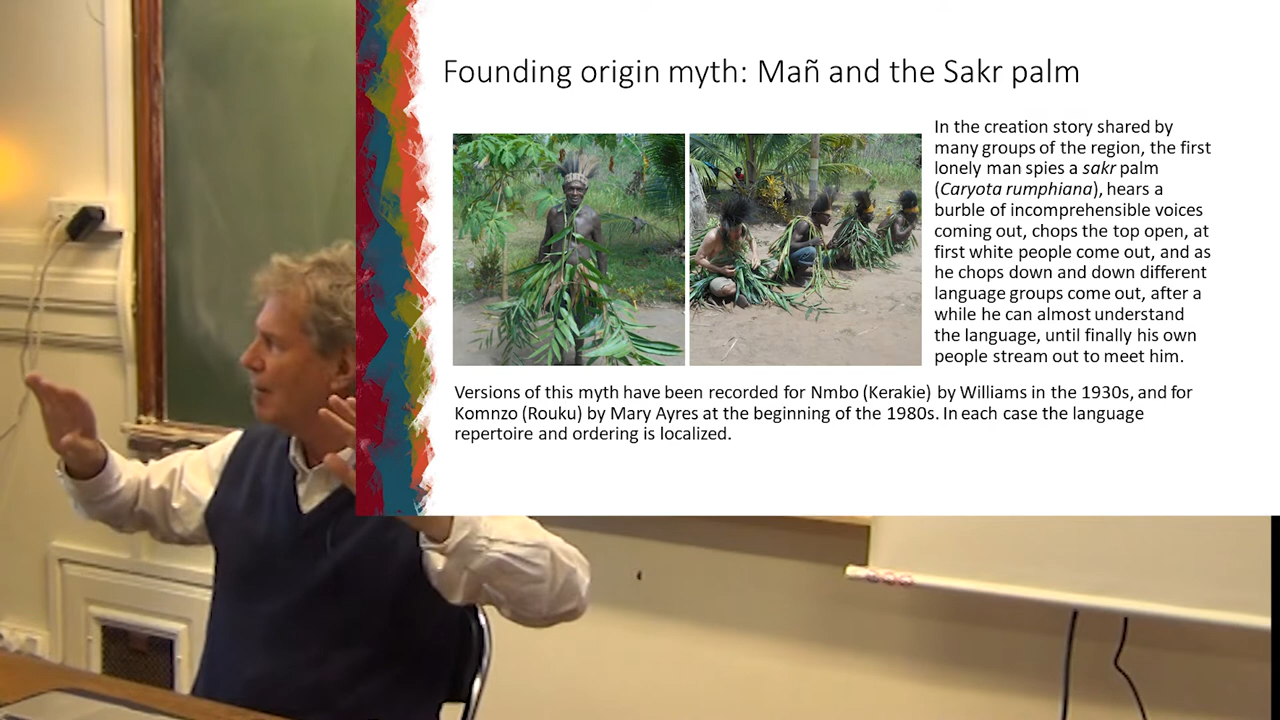 Founding origin myth: Mañ and the Sakr palm
In the creation story shared by
many groups of the region, the first
lonely man spies a sakr palm
(Caryota rumphiana), hears a
burble of incomprehensible voices
coming out, chops the top open, at
first white people come out, and as
he chops down and down different
language groups come out, after a
while he can almost understand
the language, until finally his own
people stream out to meet him.
Versions of this myth have been recorded for Nmbo (Kerakie) by Williams in the 1930s, and for
Komnzo (Rouku) by Mary Ayres at the beginning of the 1980s. In each case the language
repertoire and ordering is localized.